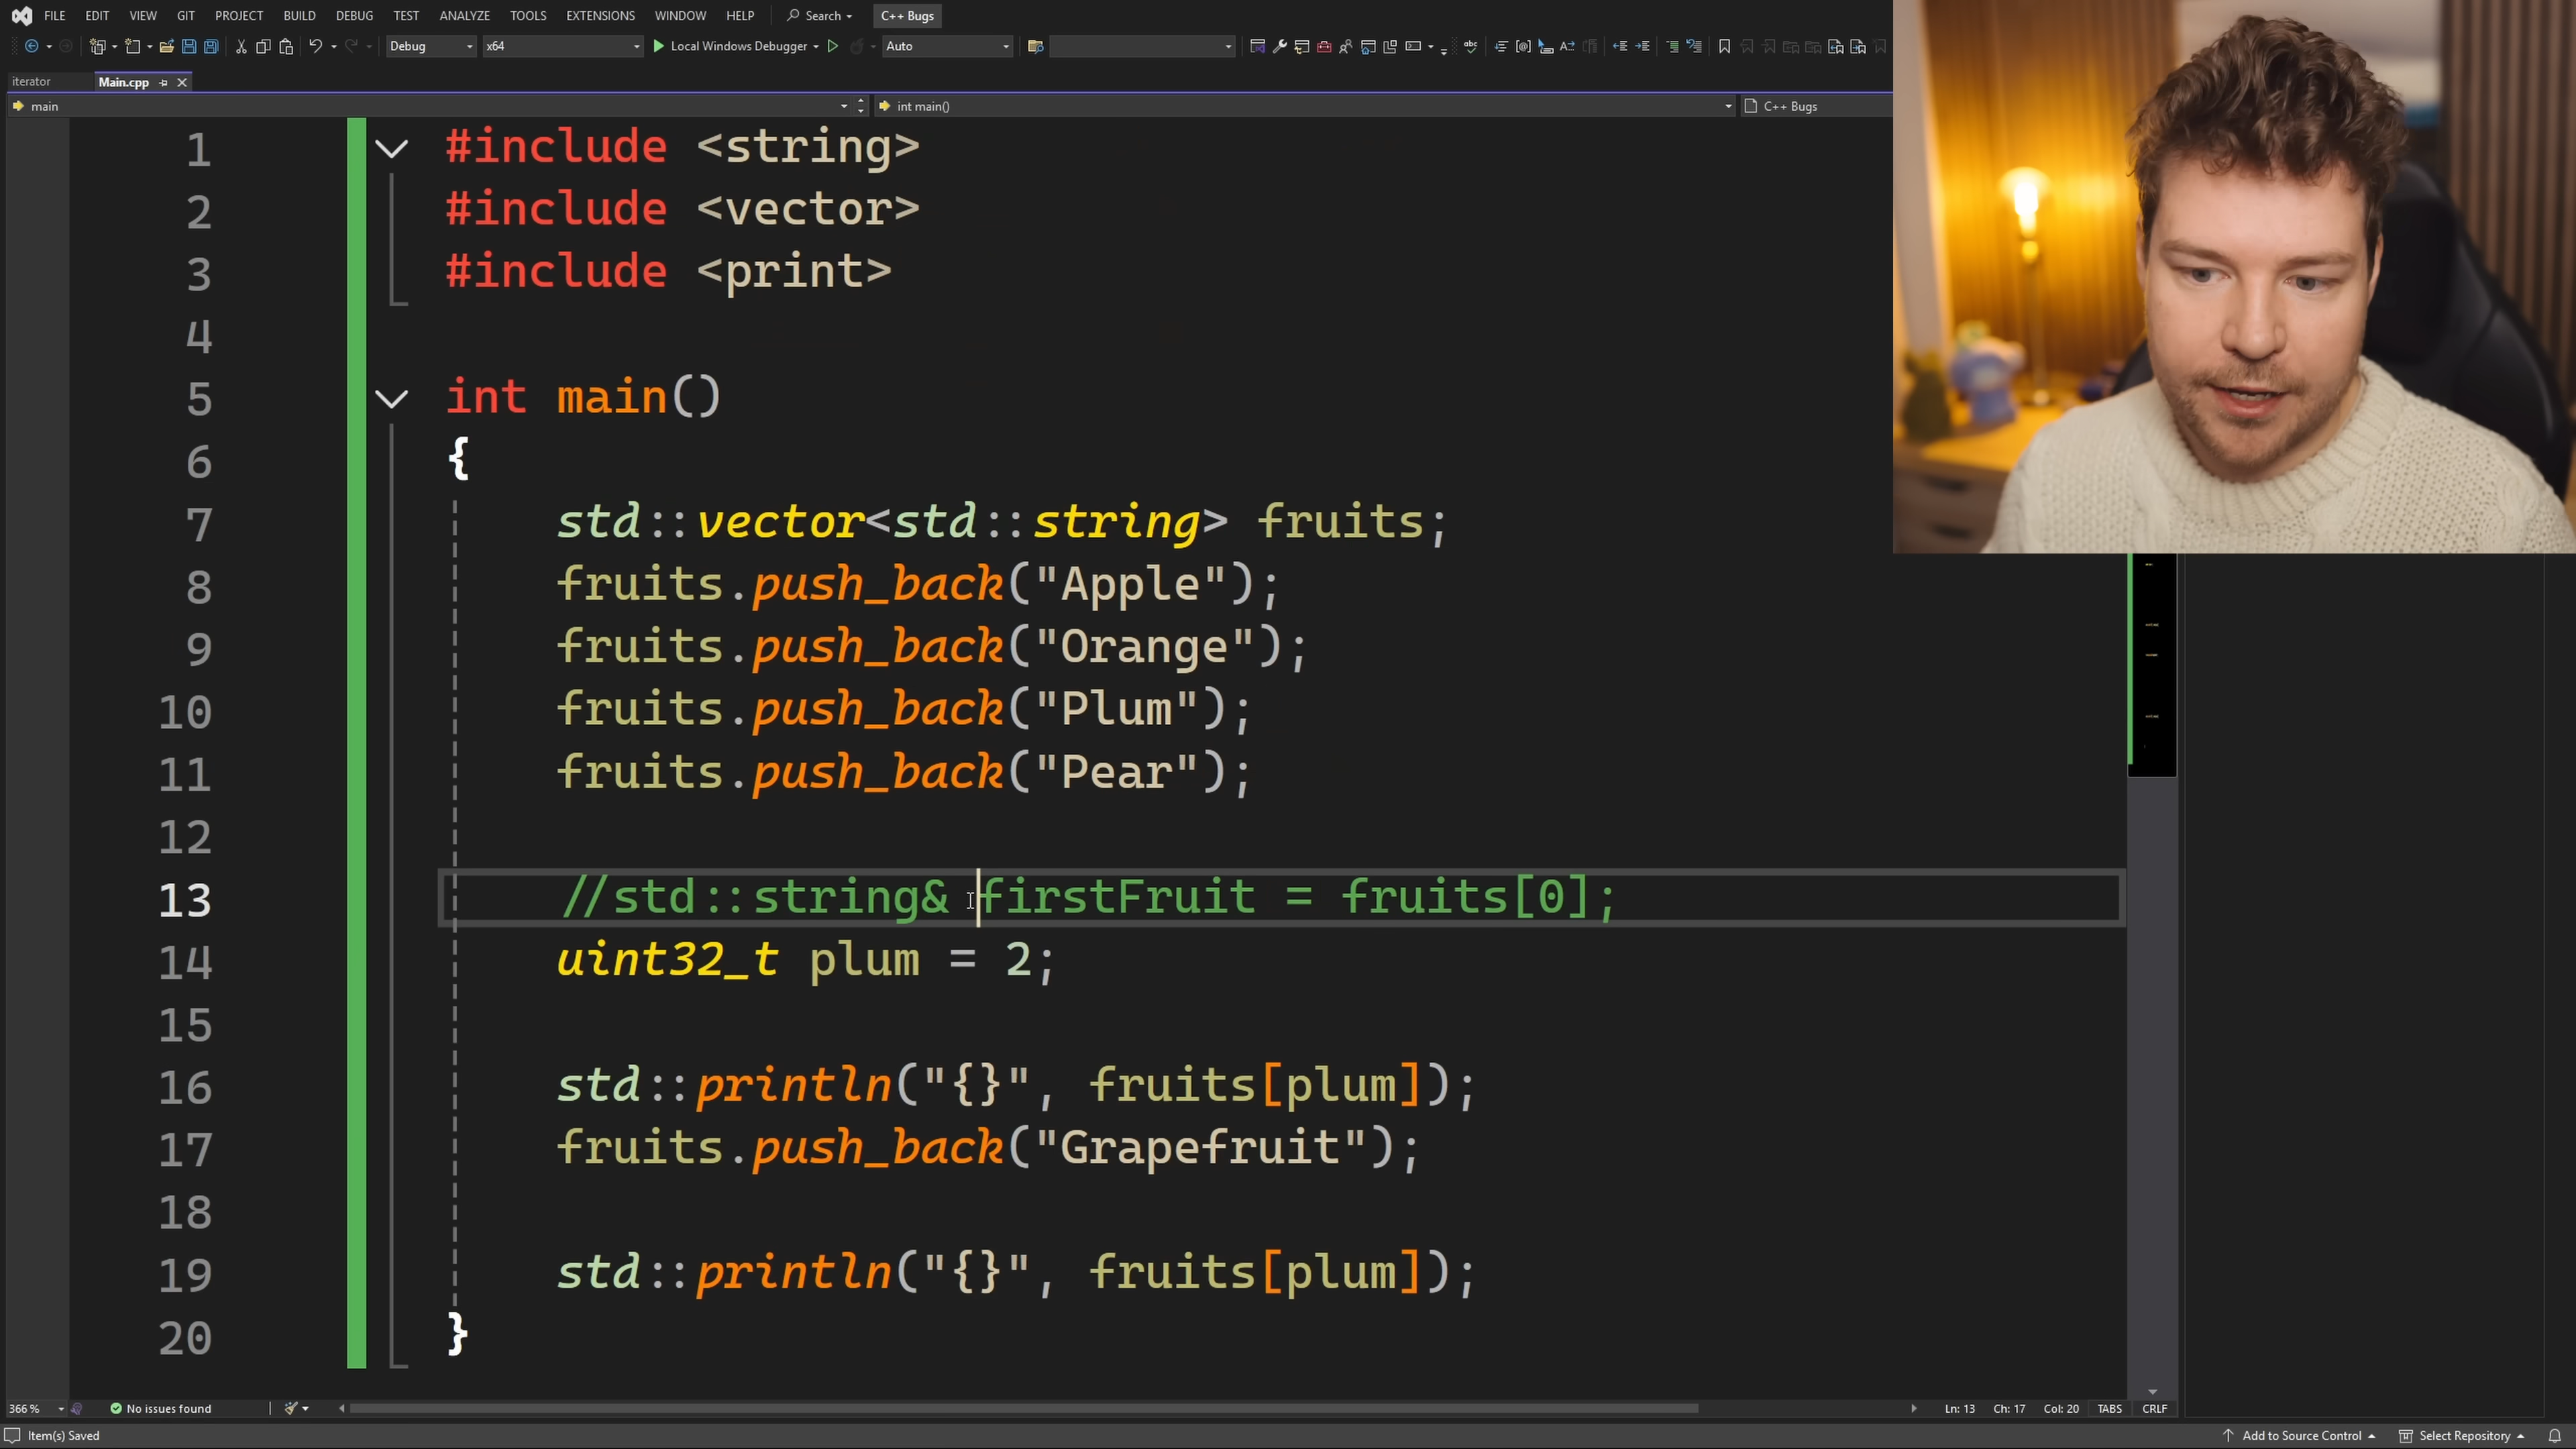 FILE EDIT VIEW GIT PROJECT BUILD DEBUG TEST ANALYZE TOOLS EXTENSIONS WINDOW HELP Search C++ Bugs
Debug x64 Local Windows Debugger Auto
iterator Main.cpp
main int main() C++ Bugs
1 #include <string>
2 #include <vector>
3 #include <print>
4
5 int main()
6 {
7 std::vector<std::string> fruits;
8 fruits.push_back("Apple");
9 fruits.push_back("Orange");
10 fruits.push_back("Plum");
11 fruits.push_back("Pear");
12
13 //std::string& firstFruit = fruits[0];
14 uint32_t plum = 2;
15
16 std::println("{}", fruits[plum]);
17 fruits.push_back("Grapefruit");
18
19 std::println("{}", fruits[plum]);
20 }
366 % No issues found Ln: 13 Ch: 17 Col: 20 TABS CRLF
Item(s) Saved Add to Source Control Select Repository